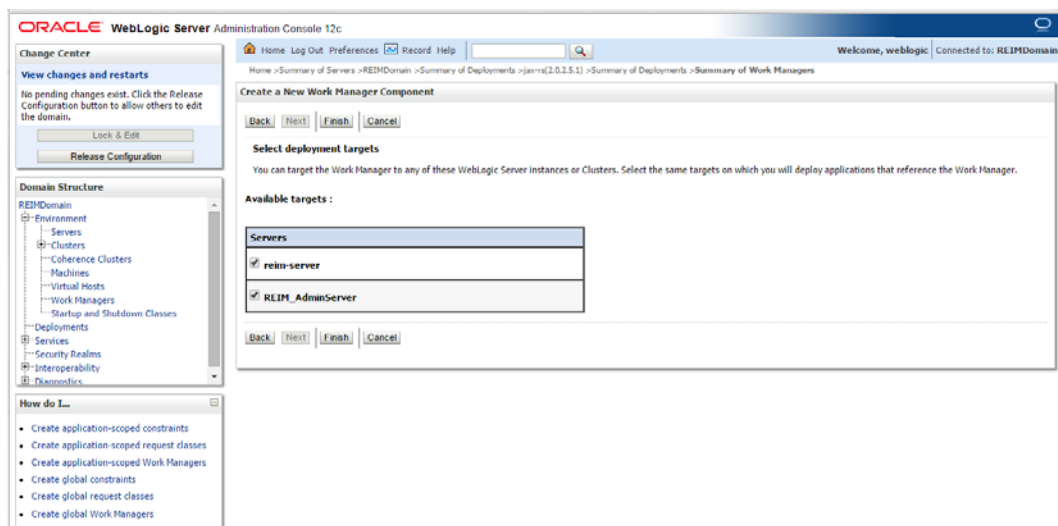 ORACLE WebLogic Server Administration Console 12c
Change Center
View changes and restarts
No pending changes exist. Click the Release
Configuration button to allow others to edit
the domain.
Lock & Edit
Release Configuration
Domain Structure
REIMDomain
Environment
Servers
Clusters
Coherence Clusters
Machines
Virtual Hosts
Work Managers
Startup and Shutdown Classes
Deployments
Services
Security Realms
Interoperability
Diagnostics
How do I...
Create application-scoped constraints
Create application-scoped request classes
Create application-scoped Work Managers
Create global constraints
Create global request classes
Create global Work Managers
Home Log Out Preferences Record Help
Welcome, weblogic Connected to: REIMDomain
Home >Summary of Servers >REIMDomain >Summary of Deployments >jax-rs(2.0,2.5.1) >Summary of Deployments >Summary of Work Managers
Create a New Work Manager Component
Back Next Finish Cancel
Select deployment targets
You can target the Work Manager to any of these WebLogic Server instances or Clusters. Select the same targets on which you will deploy applications that reference the Work Manager.
Available targets :
Servers
reim-server
REIM_AdminServer
Back Next Finish Cancel